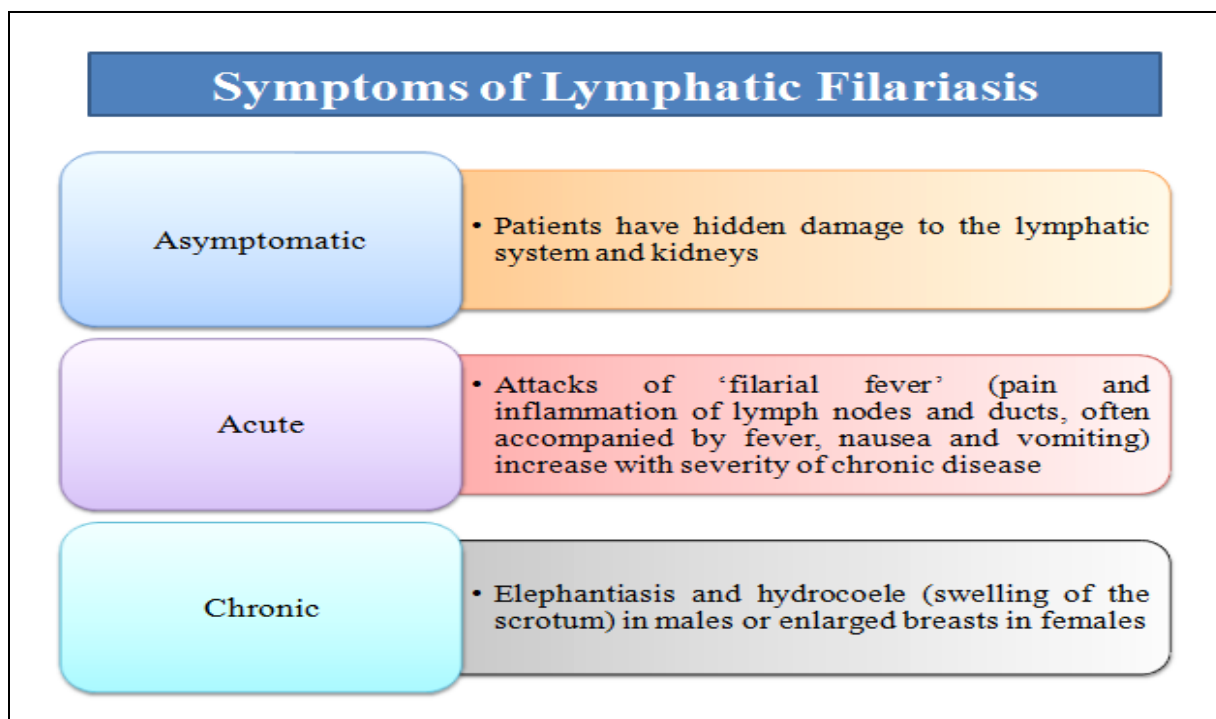 Symptoms of Lymphatic Filariasis
Asymptomatic
• Patients have hidden damage to the lymphatic
system and kidneys
Acute
• Attacks of ‘filarial fever’ (pain and
inflammation of lymph nodes and ducts, often
accompanied by fever, nausea and vomiting)
increase with severity of chronic disease
Chronic
• Elephantiasis and hydrocoele (swelling of the
scrotum) in males or enlarged breasts in females